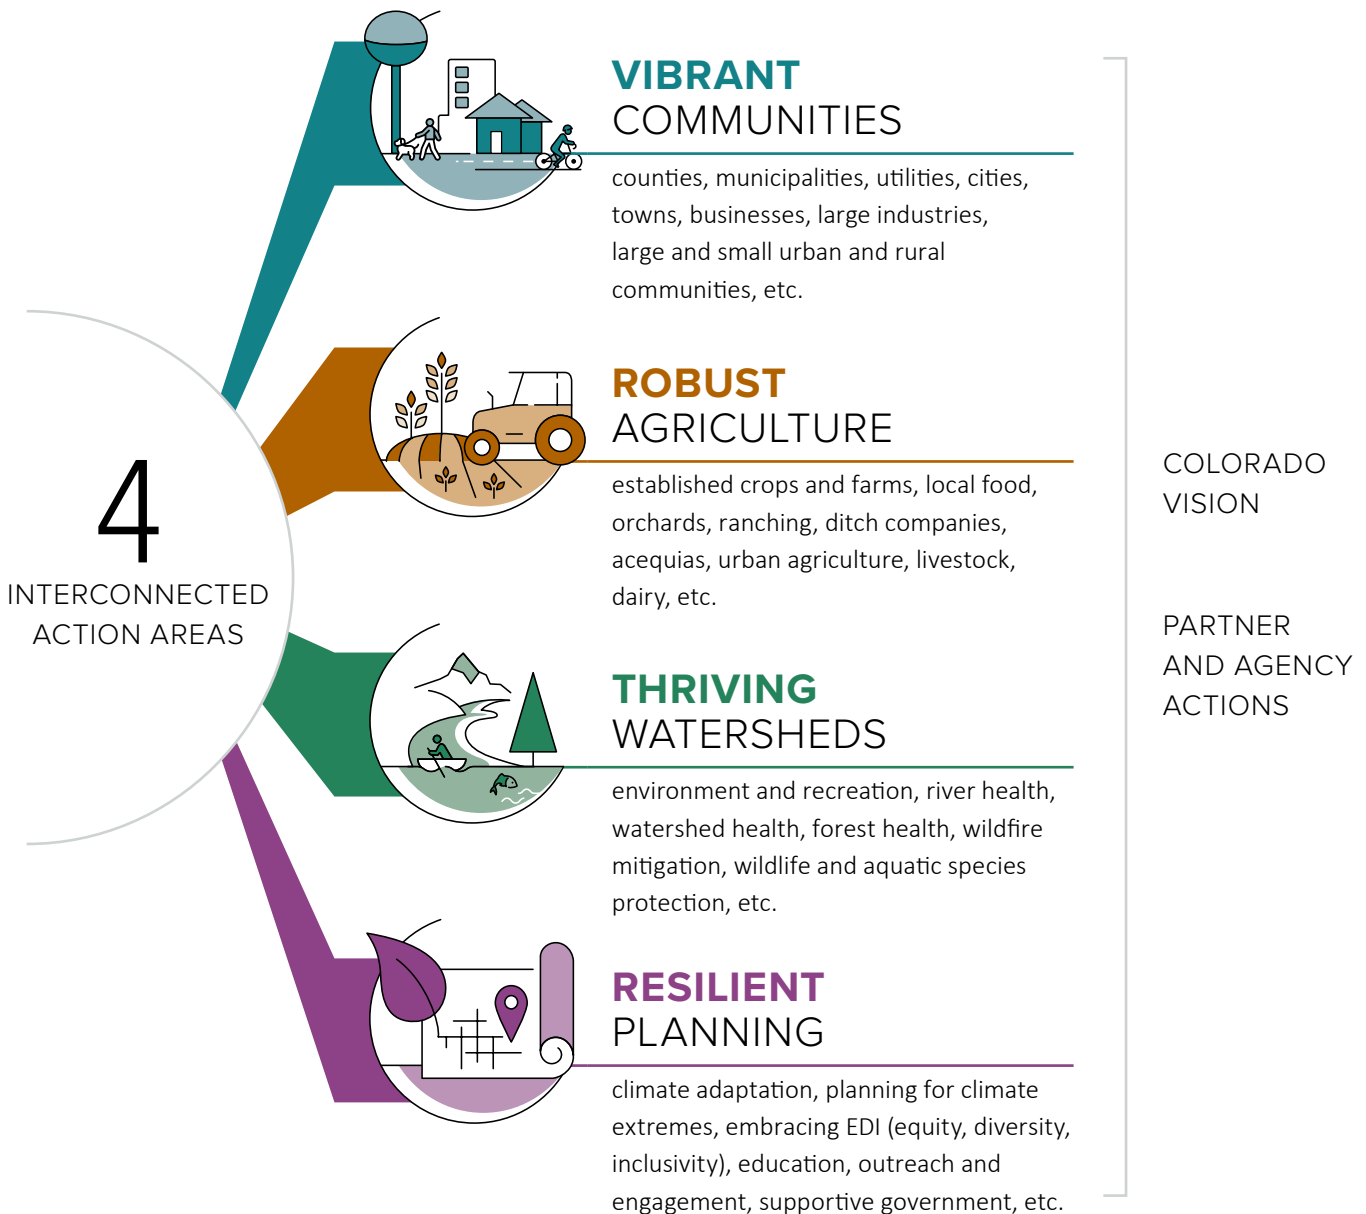 4
INTERCONNECTED
ACTION AREAS
VIBRANT
COMMUNITIES
counties, municipalities, utilities, cities,
towns, businesses, large industries,
large and small urban and rural
communities, etc.
ROBUST
AGRICULTURE
established crops and farms, local food,
orchards, ranching, ditch companies,
acequias, urban agriculture, livestock,
dairy, etc.
THRIVING
WATERSHEDS
environment and recreation, river health,
watershed health, forest health, wildfire
mitigation, wildlife and aquatic species
protection, etc.
RESILIENT
PLANNING
climate adaptation, planning for climate
extremes, embracing EDI (equity, diversity,
inclusivity), education, outreach and
engagement, supportive government, etc.
COLORADO
VISION
PARTNER
AND AGENCY
ACTIONS